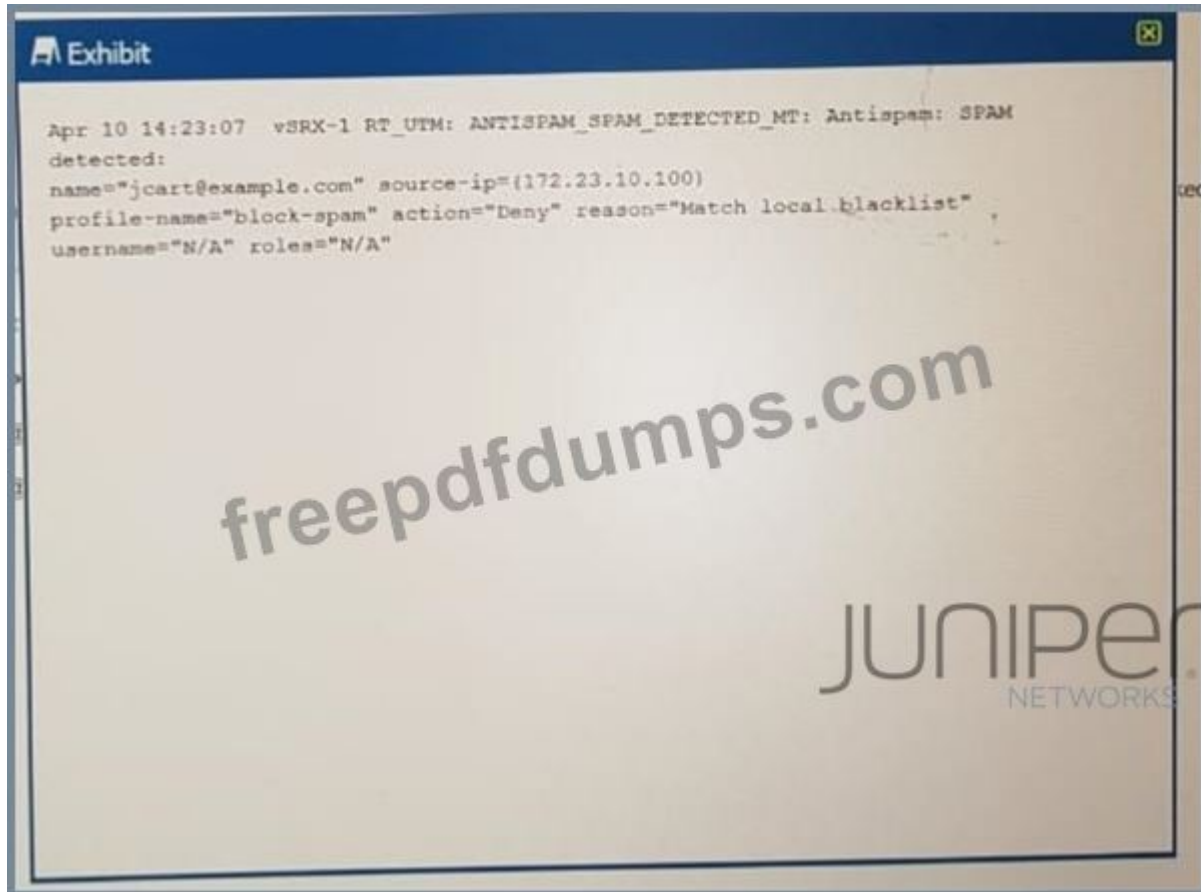 Exhibit
Apr 10 14:23:07 vSRX-1 RT_UTM: ANTISPAM_SPAM_DETECTED_MT: Antispam: SPAM
detected:
name="jcart@example.com" source-ip=(172.23.10.100)
profile-name="block-spam" action="Deny" reason="Match local blacklist"
username="N/A" roles="N/A"
freepdfdumps.com
JUNIPER
NETWORKS